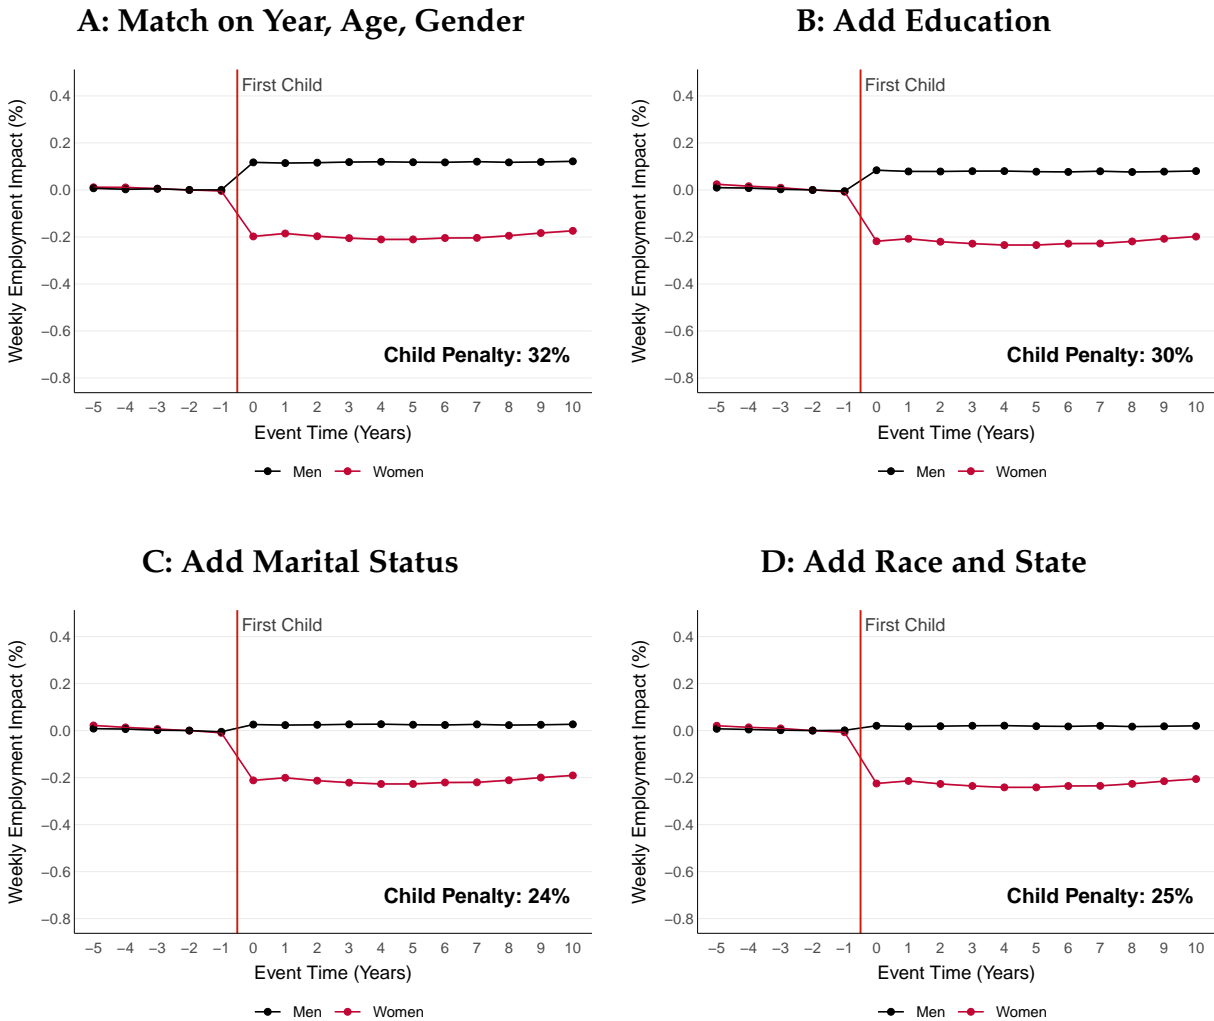 A: Match on Year, Age, Gender
Weekly Employment Impact (%)
0.4
0.2
0.0
−0.2
−0.4
−0.6
−0.8
First Child
Child Penalty: 32%
−5 −4 −3 −2 −1 0 1 2 3 4 5 6 7 8 9 10
Event Time (Years)
Men Women
B: Add Education
Weekly Employment Impact (%)
0.4
0.2
0.0
−0.2
−0.4
−0.6
−0.8
First Child
Child Penalty: 30%
−5 −4 −3 −2 −1 0 1 2 3 4 5 6 7 8 9 10
Event Time (Years)
Men Women
C: Add Marital Status
Weekly Employment Impact (%)
0.4
0.2
0.0
−0.2
−0.4
−0.6
−0.8
First Child
Child Penalty: 24%
−5 −4 −3 −2 −1 0 1 2 3 4 5 6 7 8 9 10
Event Time (Years)
Men Women
D: Add Race and State
Weekly Employment Impact (%)
0.4
0.2
0.0
−0.2
−0.4
−0.6
−0.8
First Child
Child Penalty: 25%
−5 −4 −3 −2 −1 0 1 2 3 4 5 6 7 8 9 10
Event Time (Years)
Men Women